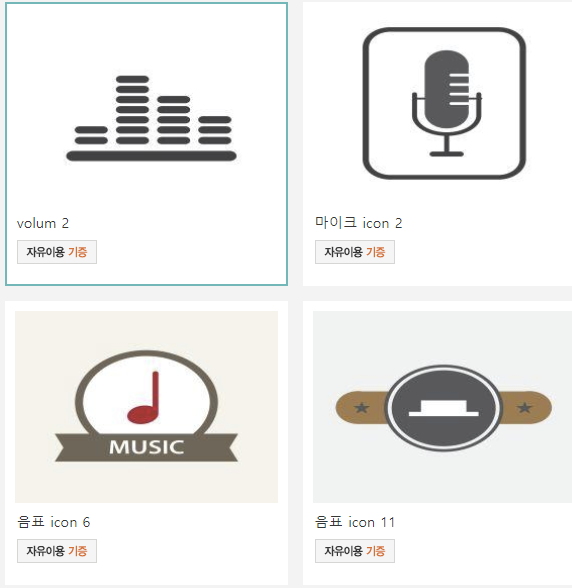 volum 2
자유이용 기증
마이크 icon 2
자유이용 기증
MUSIC
음표 icon 6
자유이용 기증
음표 icon 11
자유이용 기증